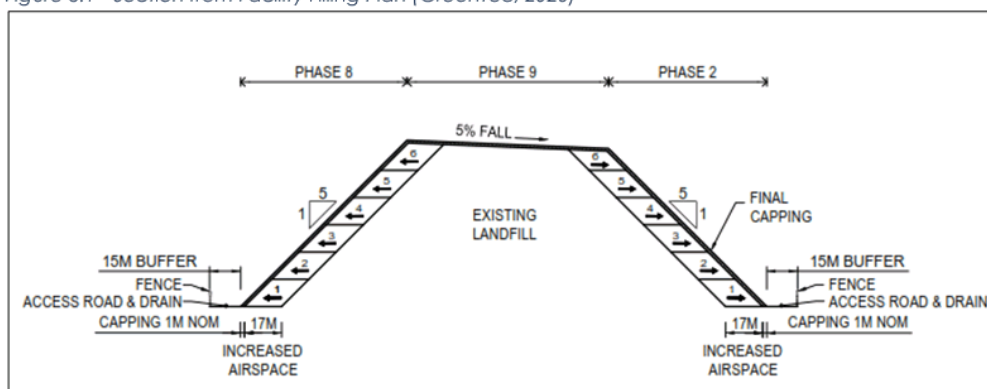 PHASE 8 PHASE 9 PHASE 2
5% FALL
6 6
5 5
5 5
1 4 4 1
FINAL
CAPPING
EXISTING
LANDFILL
3 3
15M BUFFER 15M BUFFER
2 2
FENCE FENCE
1 1
ACCESS ROAD & DRAIN ACCESS ROAD & DRAIN
CAPPING 1M NOM 17M 17M CAPPING 1M NOM
INCREASED
AIRSPACE
INCREASED
AIRSPACE